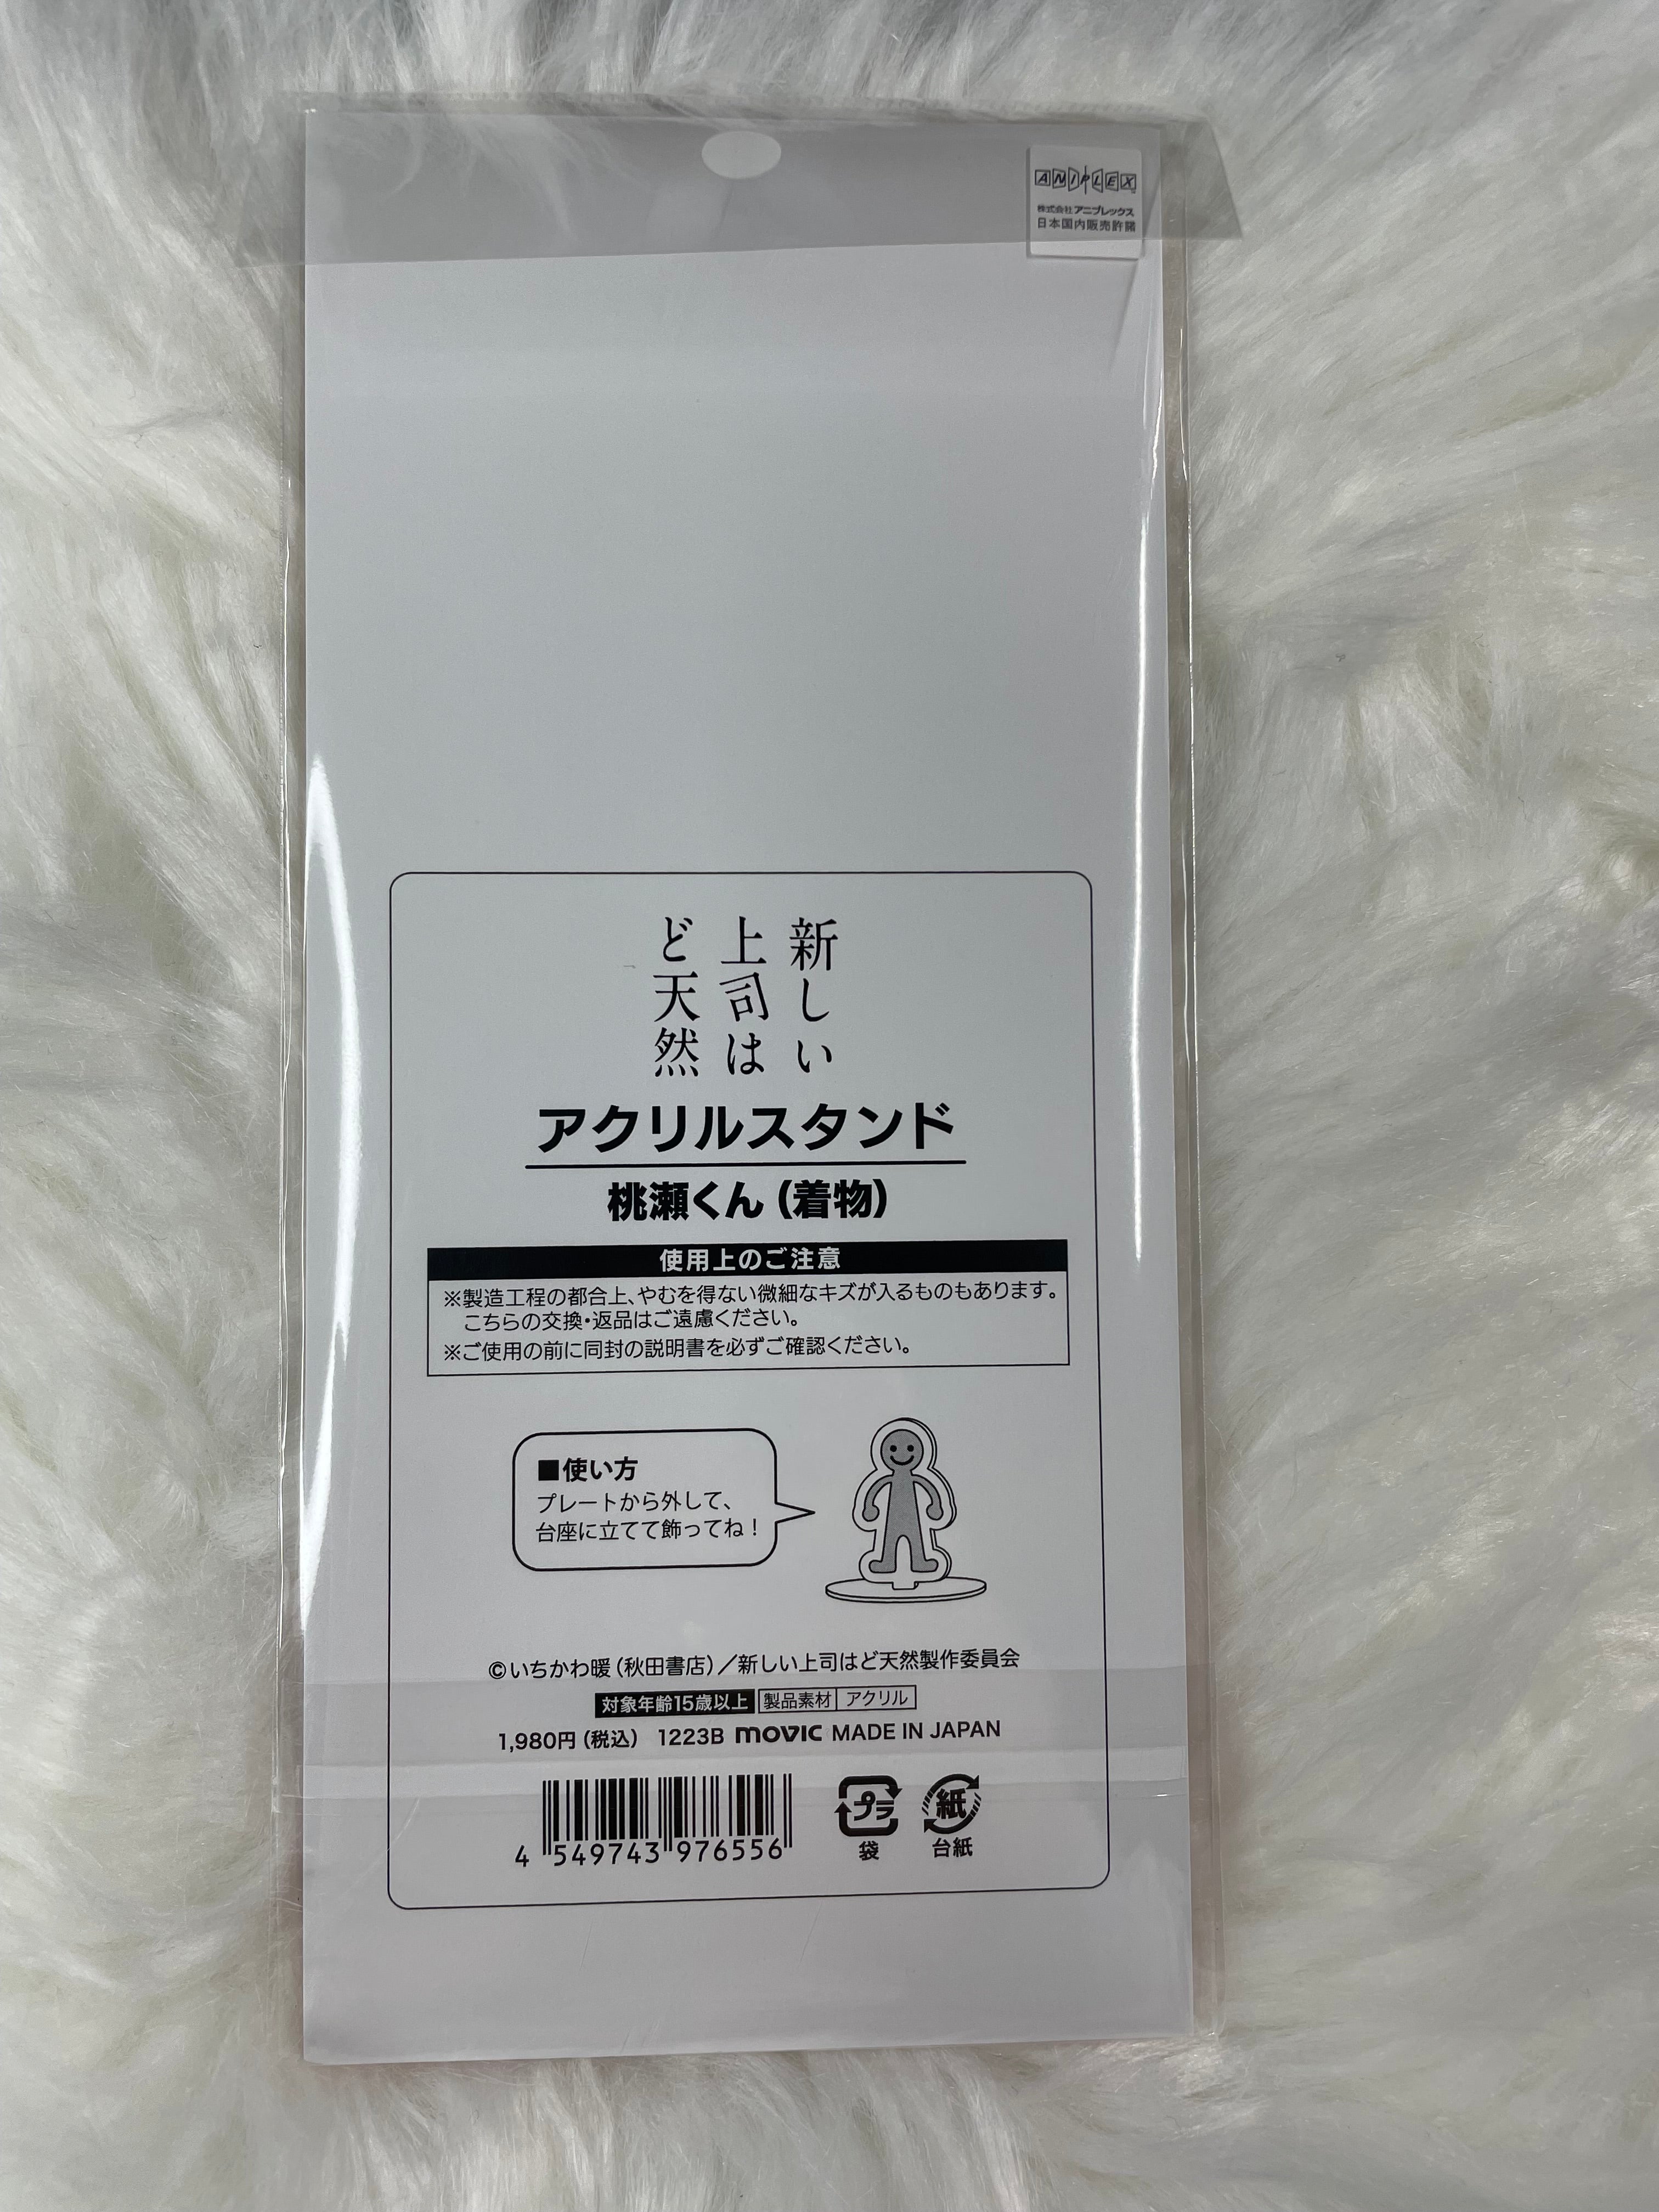 ANIPLEX
株式会社アニプレックス
日本国内販売許諾
新しい
上司は
ど天然
アクリルスタンド
桃瀬くん(着物)
使用上のご注意
※製造工程の都合上、やむを得ない微細なキズが入るものもあります。
こちらの交換・返品はご遠慮ください。
※ご使用の前に同封の説明書を必ずご確認ください。
■使い方
プレートから外して、
台座に立てて飾ってね!
©いちかわ暖(秋田書店)/新しい上司はど天然製作委員会
対象年齢15歳以上 製品素材 アクリル
1,980円(税込) 1223B movic MADE IN JAPAN
プラ 紙
袋 台紙
4 549743 976556